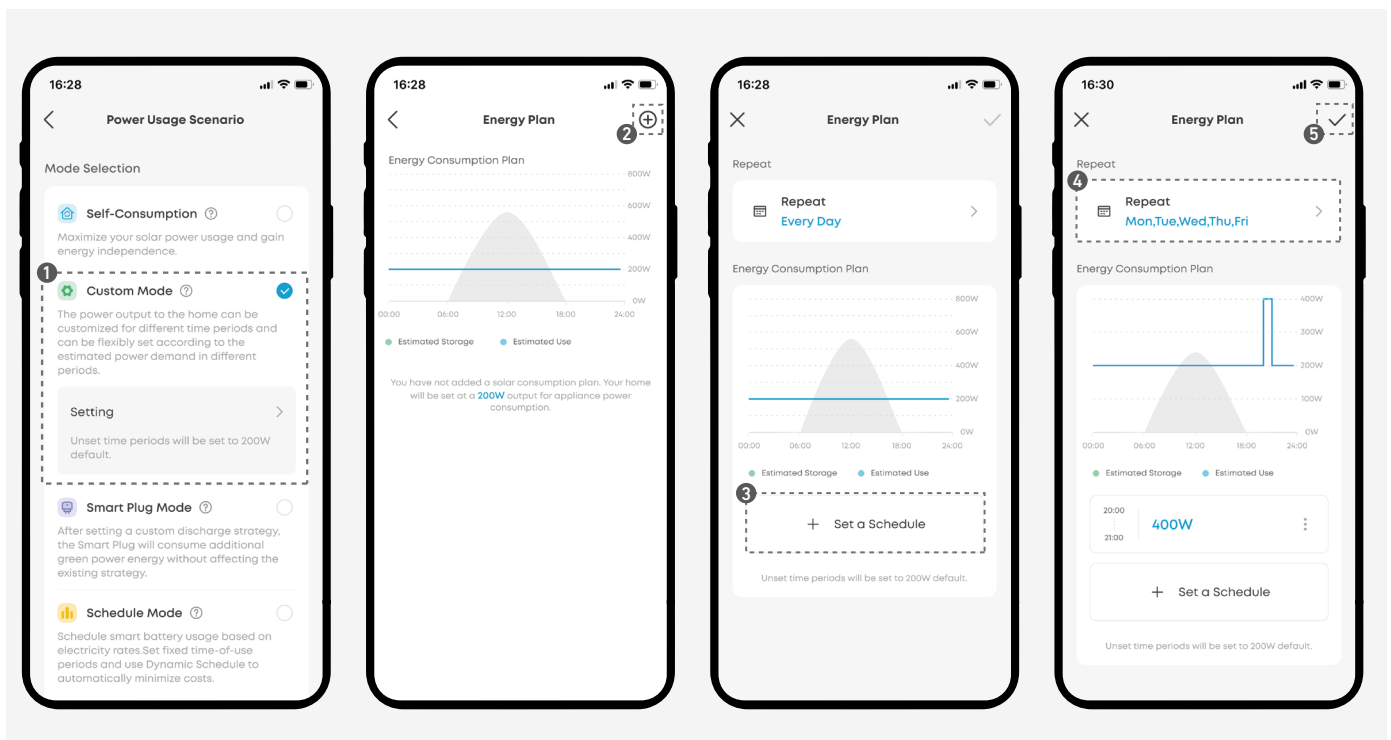 16:28
Power Usage Scenario
Mode Selection
Self-Consumption ?
Maximize your solar power usage and gain
energy independence.
1
Custom Mode ?
The power output to the home can be
customized for different time periods and
can be flexibly set according to the
estimated power demand in different
periods.
Setting
Unset time periods will be set to 200W
default.
Smart Plug Mode ?
After setting a custom discharge strategy,
the Smart Plug will consume additional
green power energy without affecting the
existing strategy.
Schedule Mode ?
Schedule smart battery usage based on
electricity rates.Set fixed time-of-use
periods and use Dynamic Schedule to
automatically minimize costs.
16:28
Energy Plan
2
Energy Consumption Plan
800W
600W
400W
200W
0W
00:00 06:00 12:00 18:00 24:00
Estimated Storage Estimated Use
You have not added a solar consumption plan. Your home
will be set at a 200W output for appliance power
consumption.
16:28
Energy Plan
Repeat
Repeat
Every Day
Energy Consumption Plan
800W
600W
400W
200W
0W
00:00 06:00 12:00 18:00 24:00
Estimated Storage Estimated Use
3
+ Set a Schedule
Unset time periods will be set to 200W default.
16:30
Energy Plan
5
Repeat
4
Repeat
Mon,Tue,Wed,Thu,Fri
Energy Consumption Plan
400W
300W
200W
100W
0W
00:00 06:00 12:00 18:00 24:00
Estimated Storage Estimated Use
20:00
21:00
400W
+ Set a Schedule
Unset time periods will be set to 200W default.